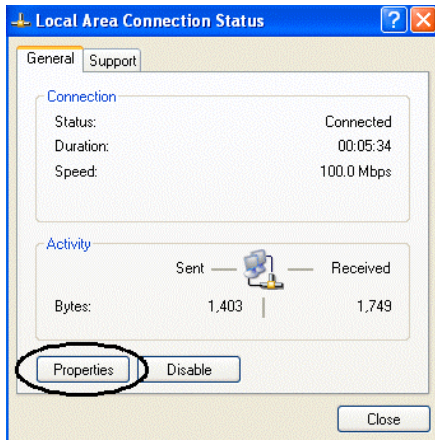 Local Area Connection Status
General Support
Connection
Status: Connected
Duration: 00:05:34
Speed: 100.0 Mbps
Activity
Sent Received
Bytes: 1,403 1,749
Properties Disable
Close